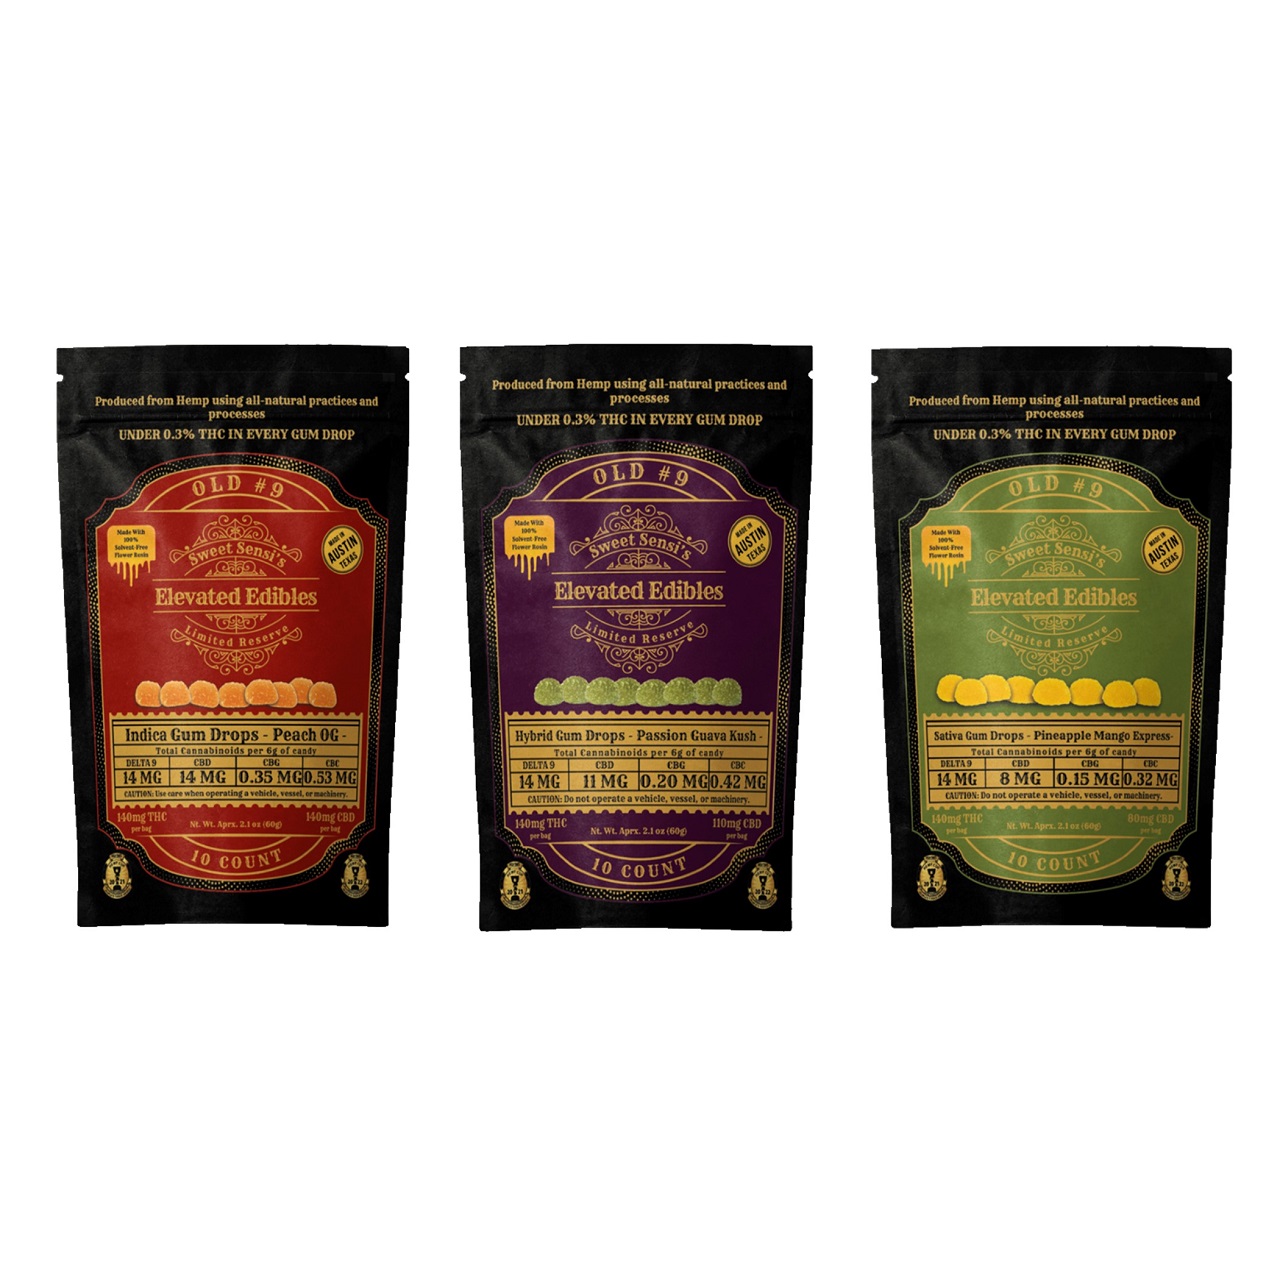 Produced from Hemp using all-natural practices and
processes
UNDER 0.3% THC IN EVERY GUM DROP
OLD #9
Made With
100%
Solvent-Free
Flower Rosin
MADE IN
AUSTIN
TEXAS
Sweet Sensi's
Elevated Edibles
Limited Reserve
Indica Gum Drops - Peach OG -
Total Cannabinoids per 6g of candy
DELTA 9 CBD CBG CBC
14 MG 14 MG 0.35 MG 0.53 MG
CAUTION: Use care when operating a vehicle, vessel, or machinery.
140mg THC
per bag
Nt. Wt. Aprx. 2.1 oz (60g)
140mg CBD
per bag
10 COUNT
Produced from Hemp using all-natural practices and
processes
UNDER 0.3% THC IN EVERY GUM DROP
OLD #9
Made With
100%
Solvent-Free
Flower Rosin
MADE IN
AUSTIN
TEXAS
Sweet Sensi's
Elevated Edibles
Limited Reserve
Hybrid Gum Drops - Passion Guava Kush -
Total Cannabinoids per 6g of candy
DELTA 9 CBD CBG CBC
14 MG 11 MG 0.20 MG 0.42 MG
CAUTION: Do not operate a vehicle, vessel, or machinery.
140mg THC
per bag
Nt. Wt. Aprx. 2.1 oz (60g)
110mg CBD
per bag
10 COUNT
Produced from Hemp using all-natural practices and
processes
UNDER 0.3% THC IN EVERY GUM DROP
OLD #9
Made With
100%
Solvent-Free
Flower Rosin
MADE IN
AUSTIN
TEXAS
Sweet Sensi's
Elevated Edibles
Limited Reserve
Sativa Gum Drops - Pineapple Mango Express-
Total Cannabinoids per 6g of candy
DELTA 9 CBD CBG CBC
14 MG 8 MG 0.15 MG 0.32 MG
CAUTION: Do not operate a vehicle, vessel, or machinery.
140mg THC
per bag
Nt. Wt. Aprx. 2.1 oz (60g)
80mg CBD
per bag
10 COUNT